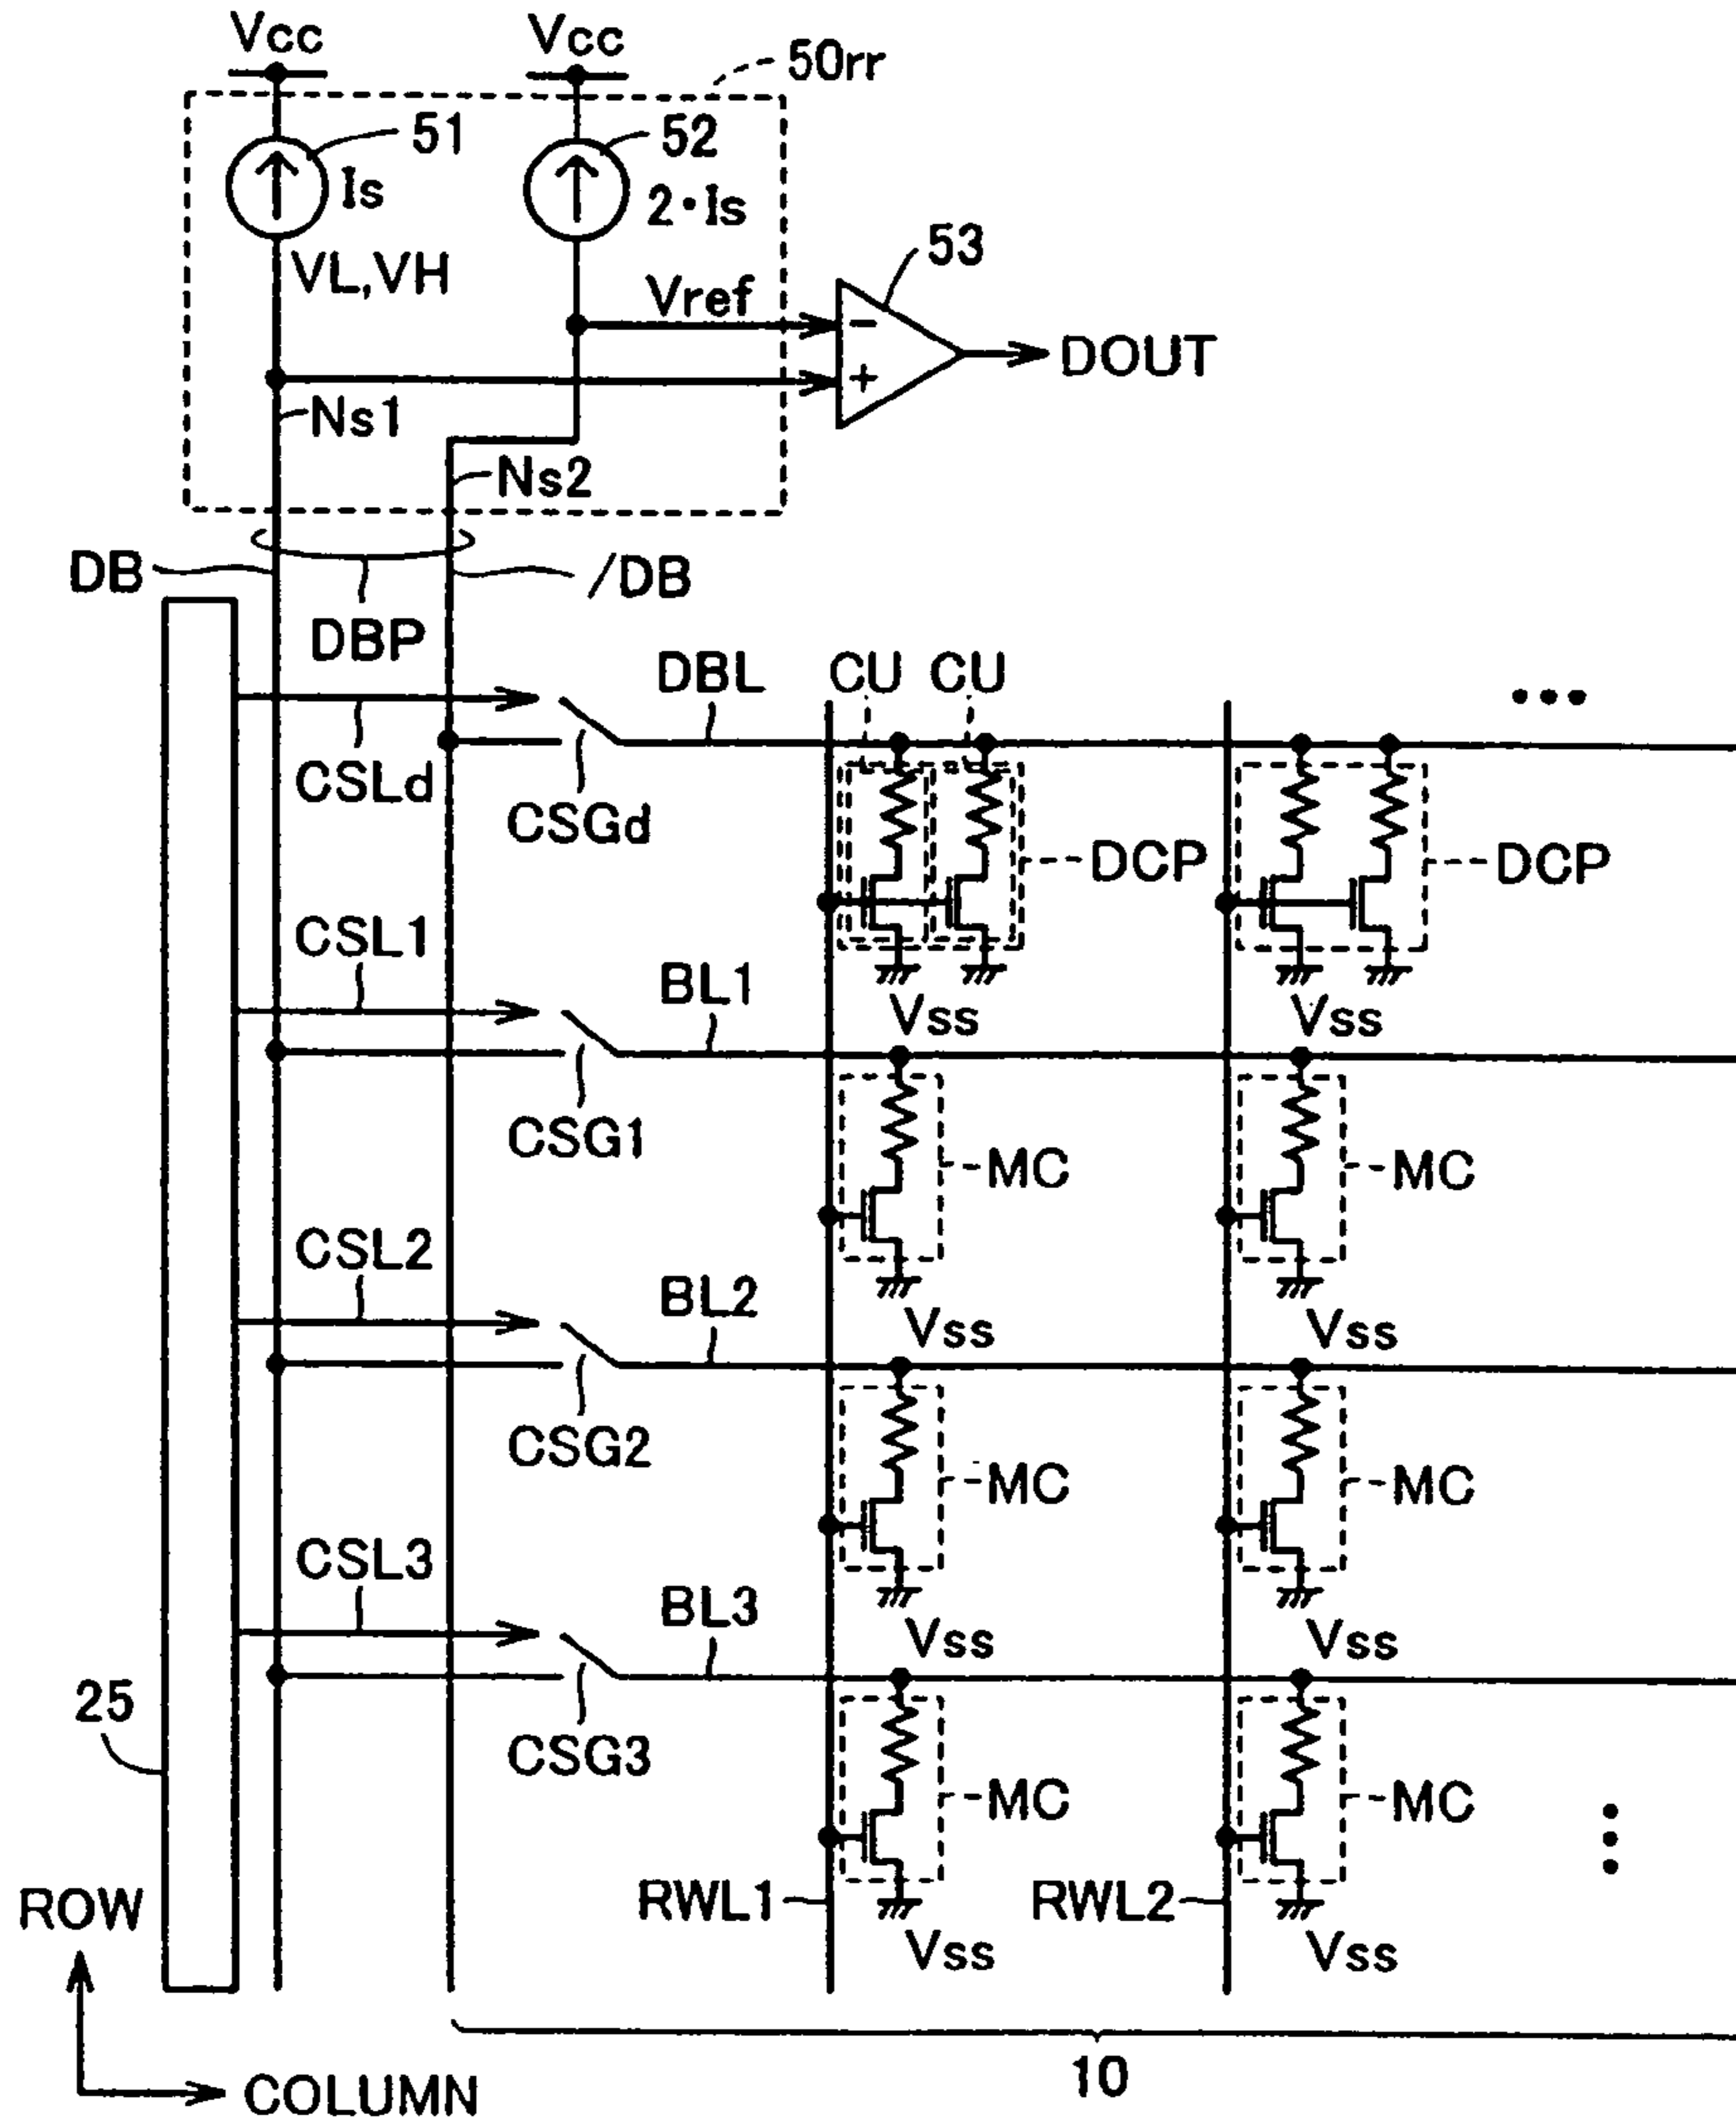 Vcc
Vcc
50rr
51
52
Is
2・Is
53
VL,VH
Vref
−
+
DOUT
Ns1
Ns2
DB
/DB
DBP
DBL
CU
CU
•••
CSLd
CSGd
DCP
DCP
CSL1
BL1
Vss
Vss
CSG1
MC
MC
CSL2
BL2
Vss
Vss
CSG2
MC
MC
CSL3
BL3
Vss
Vss
25
CSG3
MC
MC
ROW
RWL1
RWL2
Vss
Vss
10
COLUMN